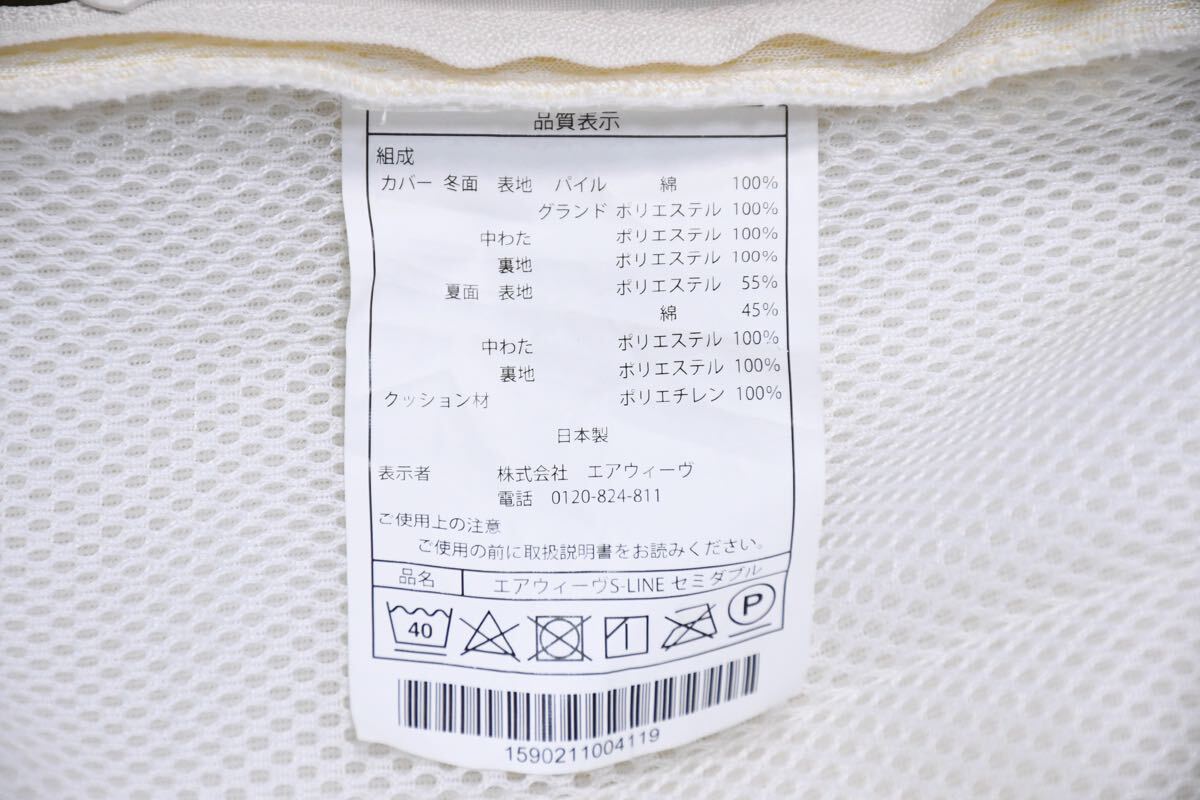 品質表示
組成
カバー 冬面 表地 パイル 綿 100%
グランド ポリエステル 100%
中わた ポリエステル 100%
裏地 ポリエステル 100%
夏面 表地 ポリエステル 55%
綿 45%
中わた ポリエステル 100%
裏地 ポリエステル 100%
クッション材 ポリエチレン 100%
日本製
表示者 株式会社 エアウィーヴ
電話 0120-824-811
ご使用上の注意
ご使用の前に取扱説明書をお読みください。
品名 エアウィーヴS-LINE セミダブル
40 P
1590211004119